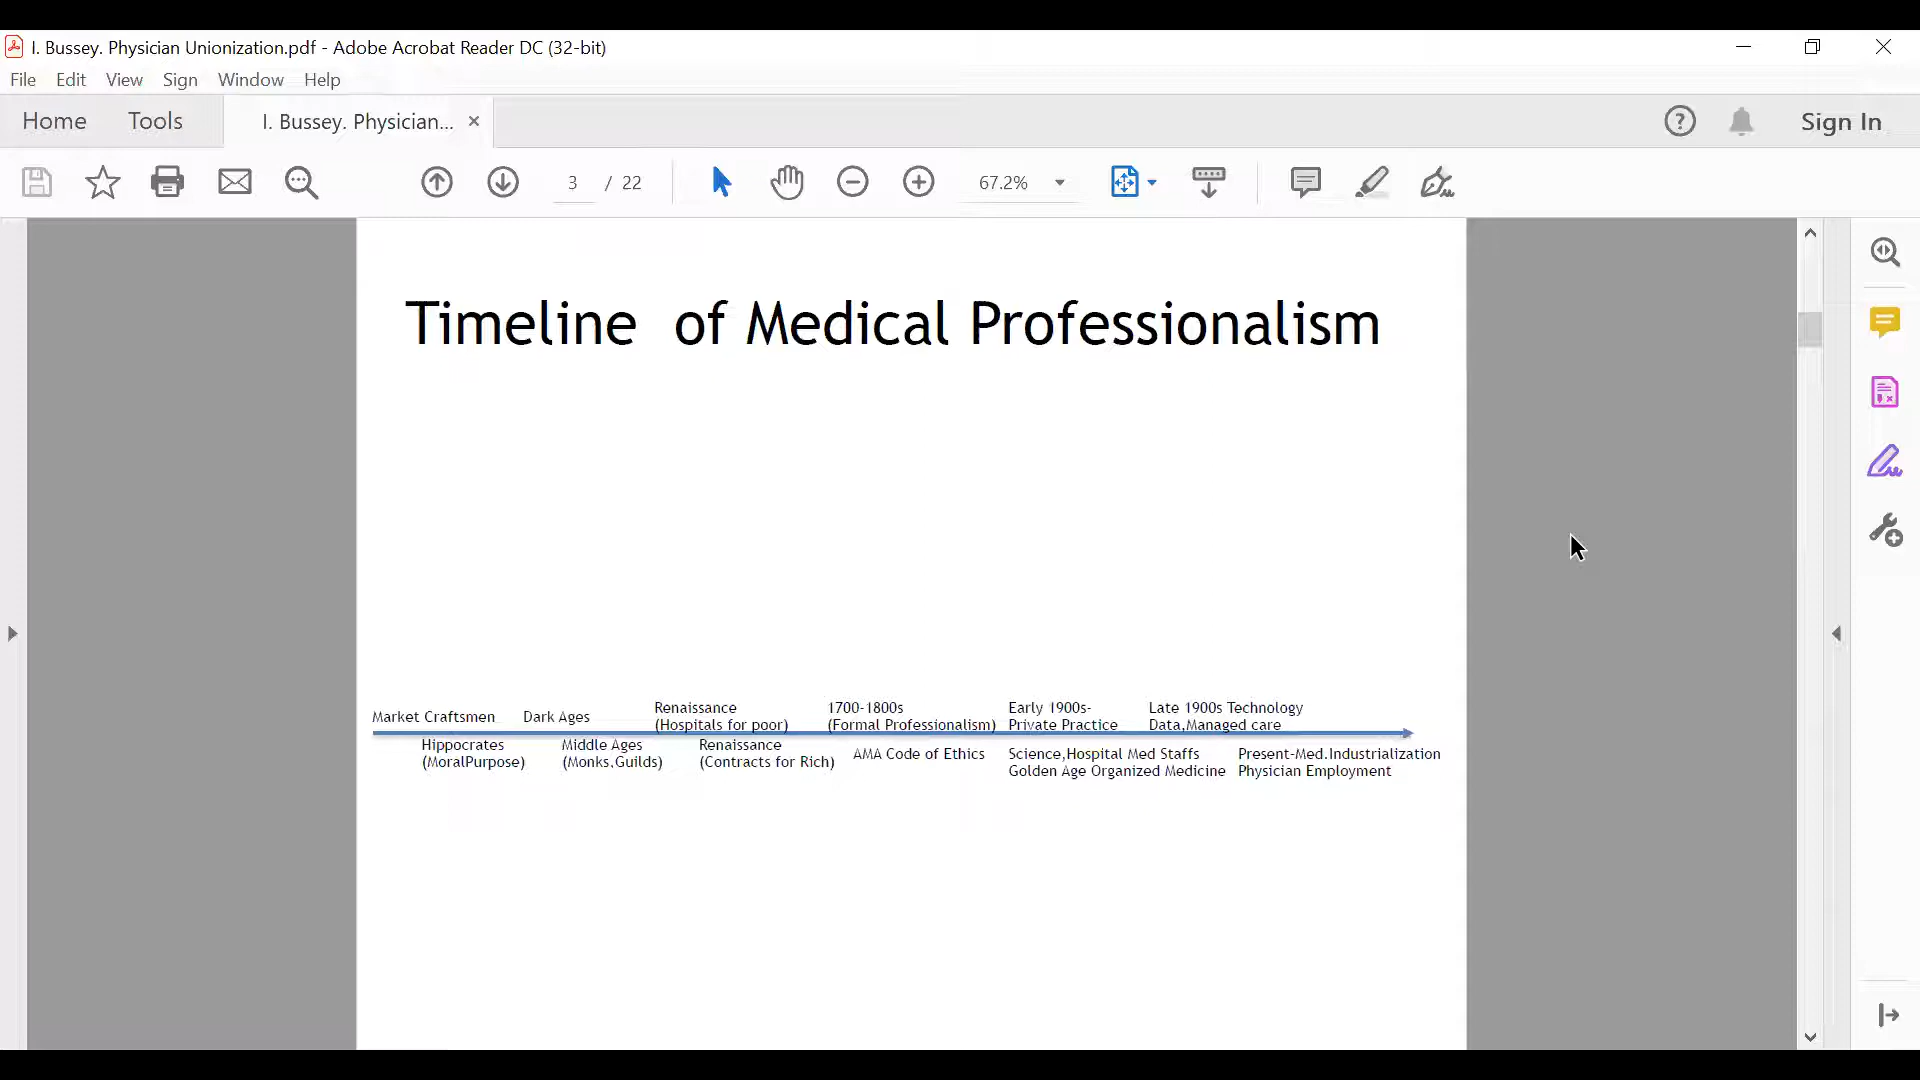 I. Bussey. Physician Unionization.pdf - Adobe Acrobat Reader DC (32-bit)
File Edit View Sign Window Help
Home Tools I. Bussey. Physician... × ? Sign In
3 / 22 67.2%
Timeline of Medical Professionalism
Market Craftsmen
Dark Ages
Renaissance
(Hospitals for poor)
1700-1800s
(Formal Professionalism)
Early 1900s-
Private Practice
Late 1900s Technology
Data,Managed care
Hippocrates
(MoralPurpose)
Middle Ages
(Monks,Guilds)
Renaissance
(Contracts for Rich)
AMA Code of Ethics
Science,Hospital Med Staffs
Golden Age Organized Medicine
Present-Med.Industrialization
Physician Employment